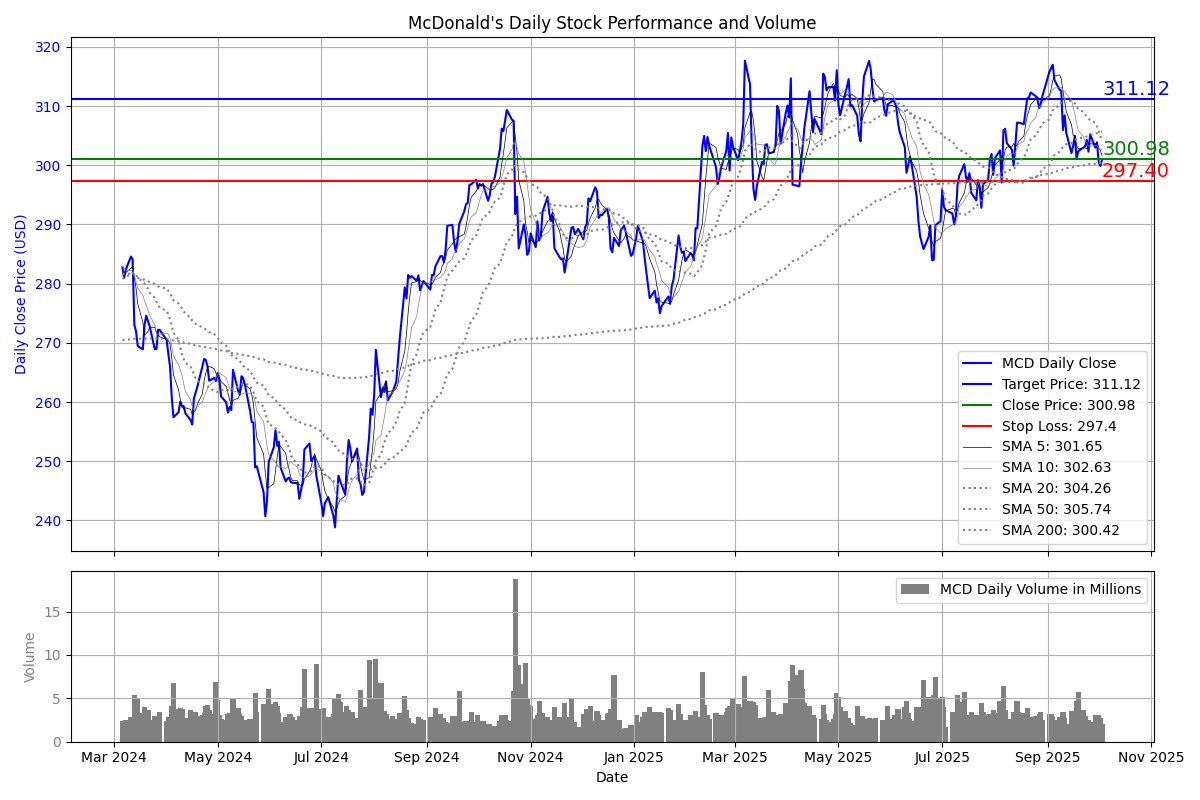 McDonald's Daily Stock Performance and Volume
320
310
300
290
280
270
260
250
240
Daily Close Price (USD)
311.12
300.98
297.40
MCD Daily Close
Target Price: 311.12
Close Price: 300.98
Stop Loss: 297.4
SMA 5: 301.65
SMA 10: 302.63
SMA 20: 304.26
SMA 50: 305.74
SMA 200: 300.42
MCD Daily Volume in Millions
15
10
5
0
Volume
Mar 2024
May 2024
Jul 2024
Sep 2024
Nov 2024
Jan 2025
Mar 2025
May 2025
Jul 2025
Sep 2025
Nov 2025
Date